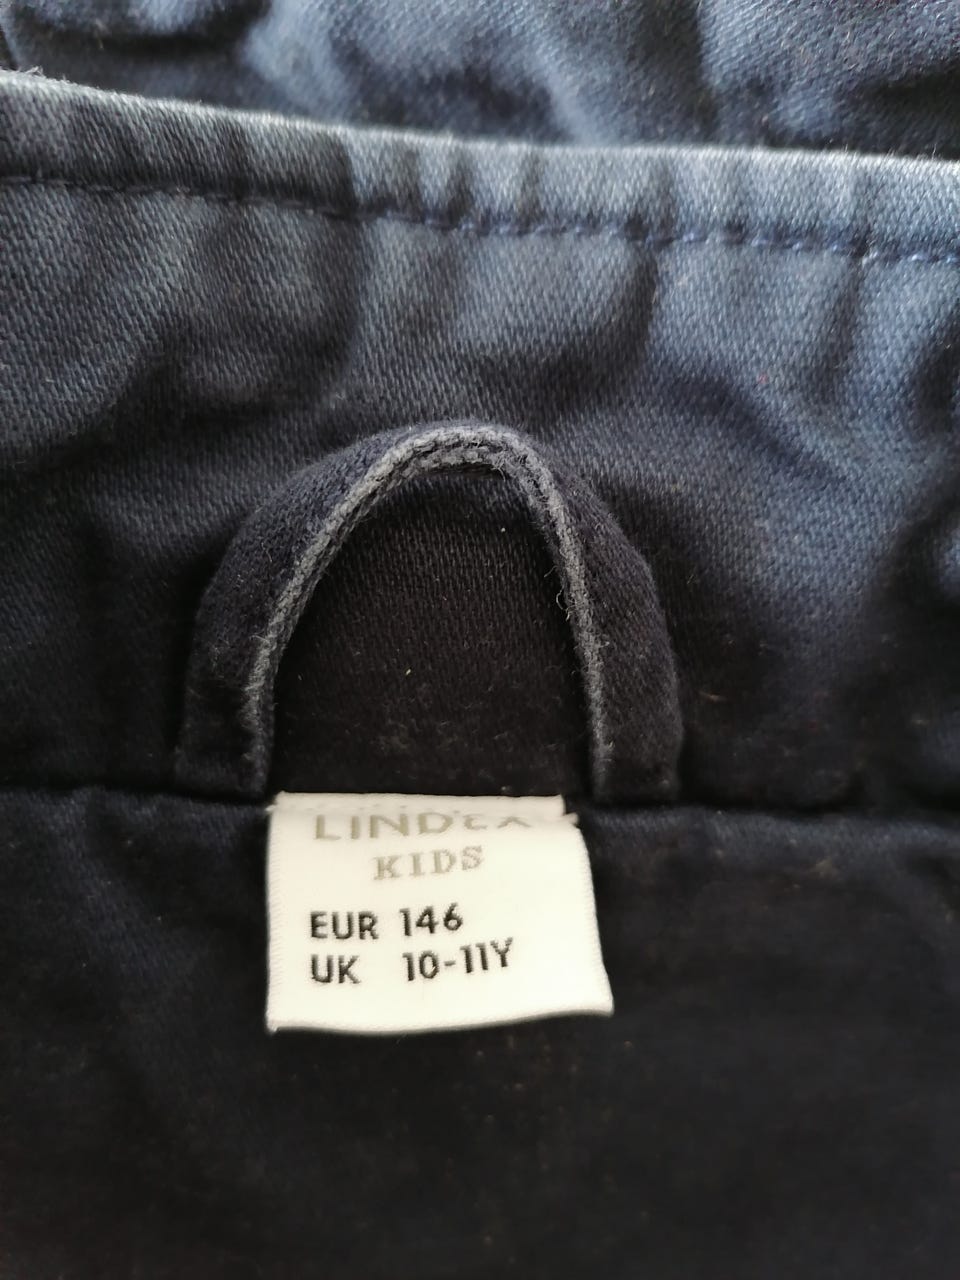 LINDEX
KIDS
EUR 146
UK 10-11Y